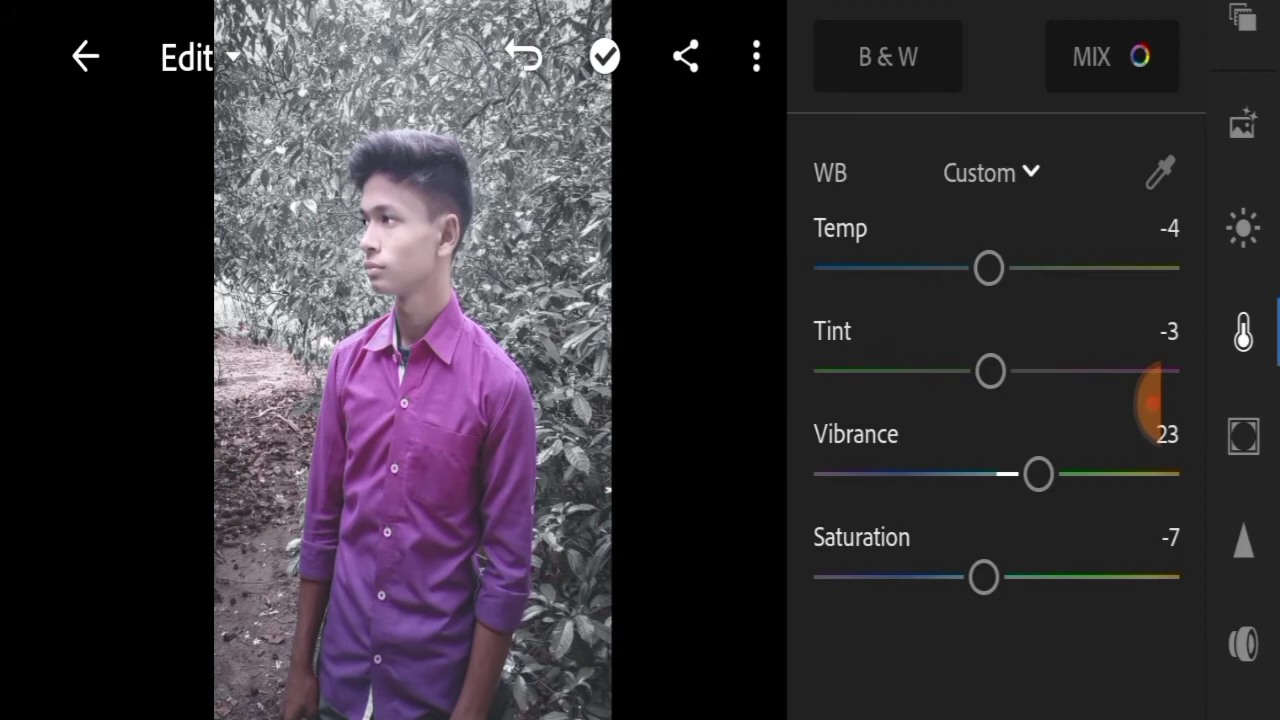 Edit
B & W
MIX
WB
Custom
Temp
-4
Tint
-3
Vibrance
23
Saturation
-7